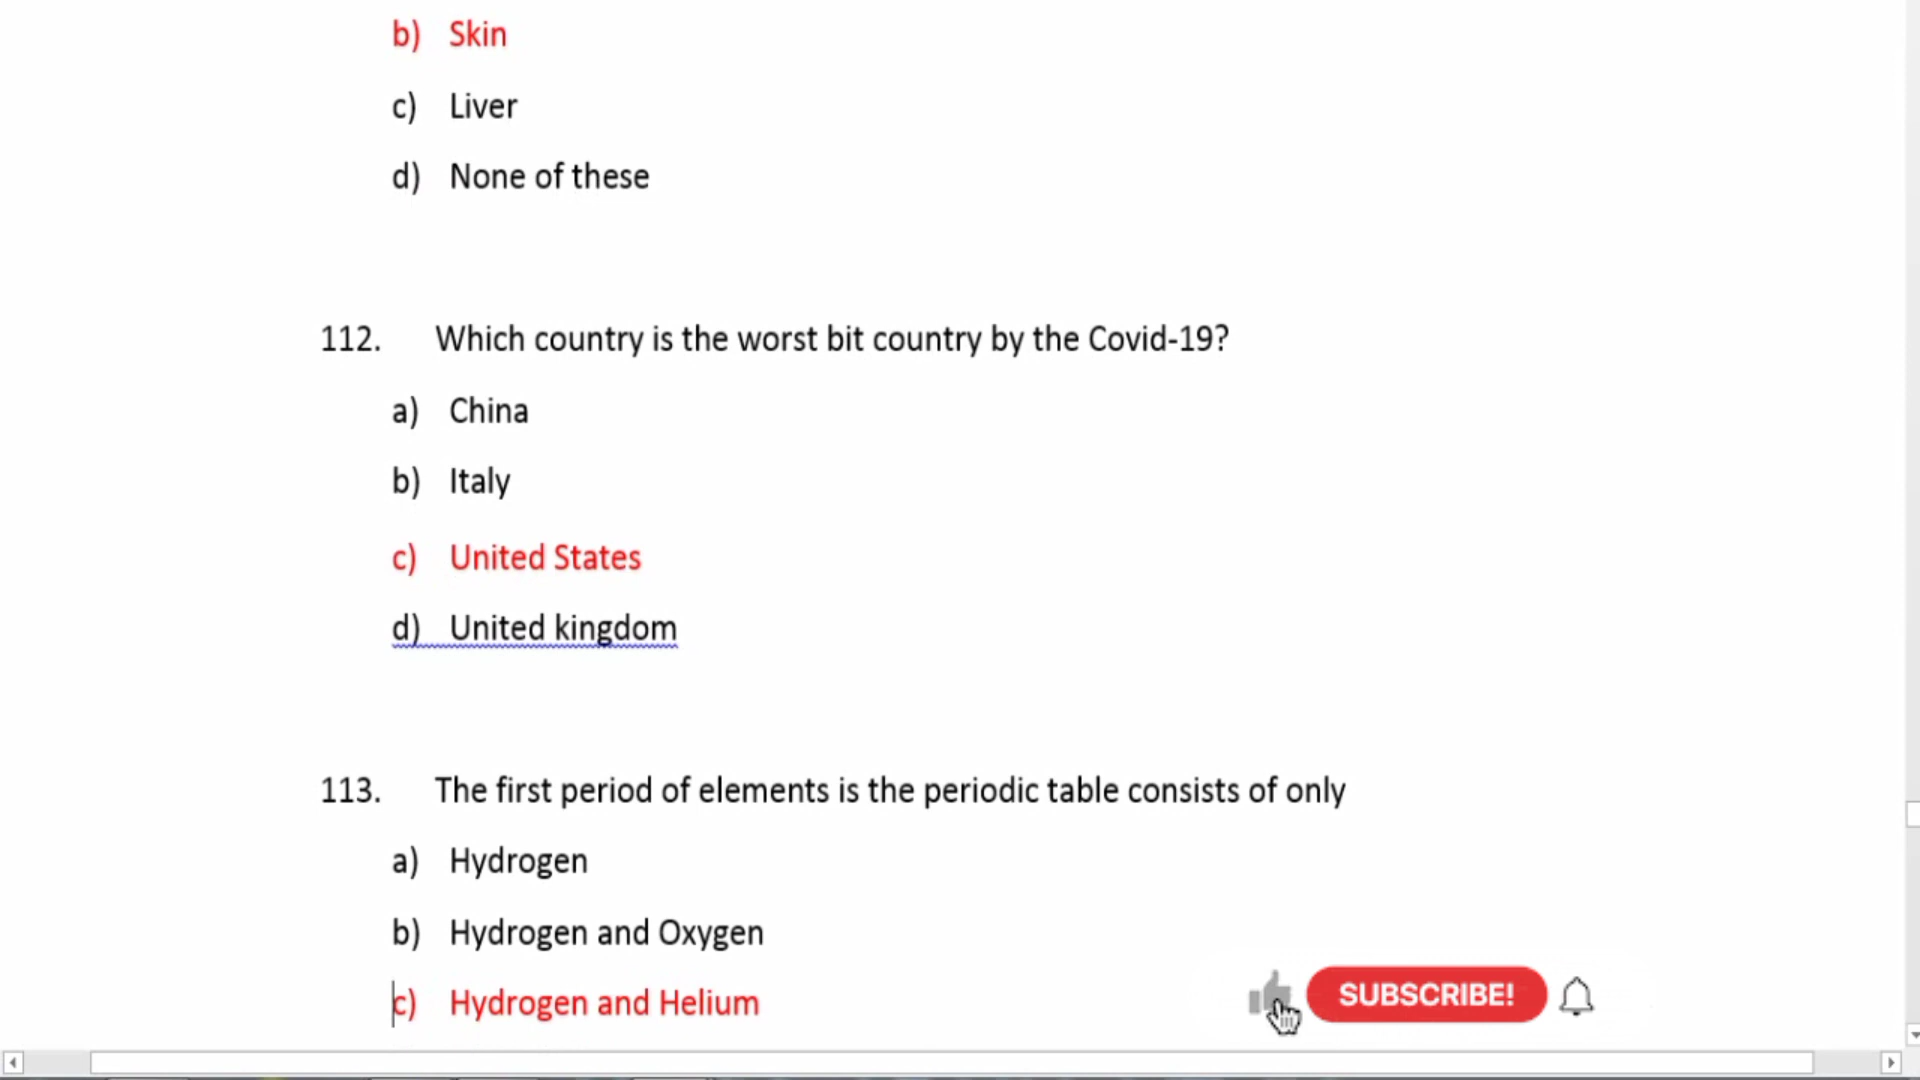 b) Skin
c) Liver
d) None of these
112. Which country is the worst bit country by the Covid-19?
a) China
b) Italy
c) United States
d) United kingdom
113. The first period of elements is the periodic table consists of only
a) Hydrogen
b) Hydrogen and Oxygen
c) Hydrogen and Helium
SUBSCRIBE!